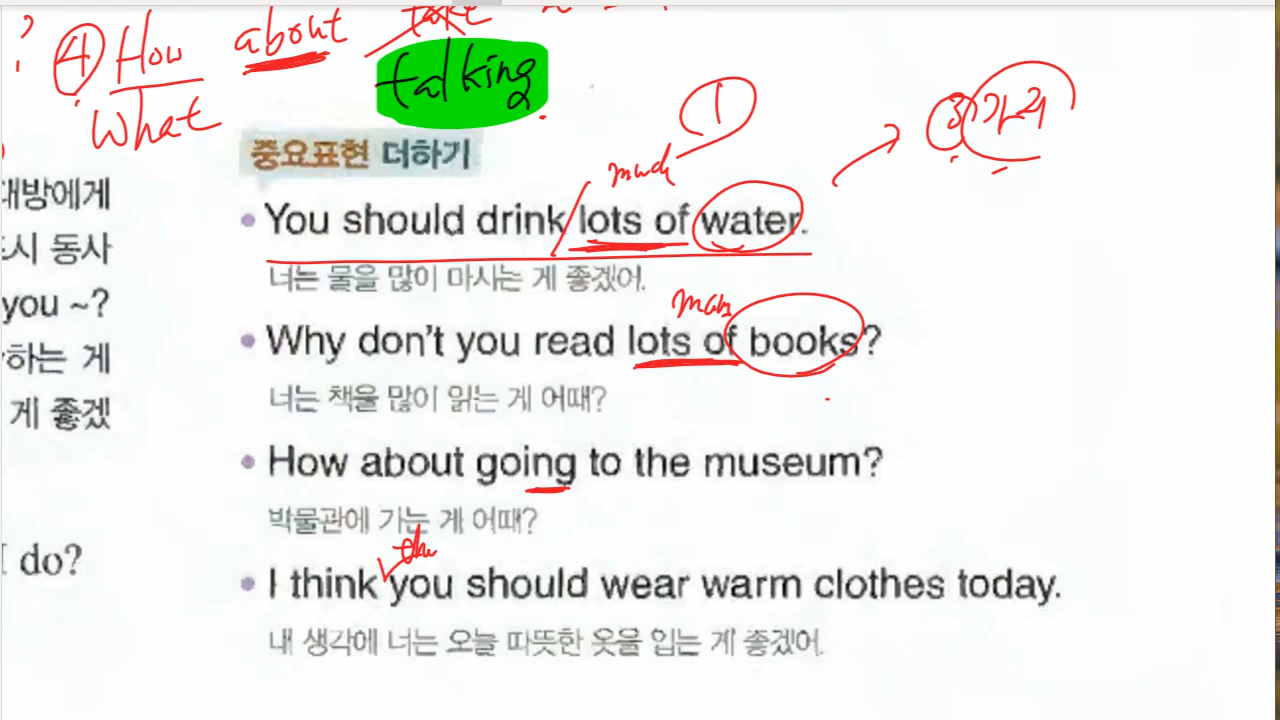 ④ How about take
What talking
중요표현 더하기
①
much
③ 가격
대방에게
• You should drink lots of water.
시 동사
너는 물을 많이 마시는 게 좋겠어.
you ~?
many
• Why don't you read lots of books?
하는 게
너는 책을 많이 읽는 게 어때?
게 좋겠
• How about going to the museum?
박물관에 가는 게 어때?
do?
• I think you should wear warm clothes today.
내 생각에 너는 오늘 따뜻한 옷을 입는 게 좋겠어.